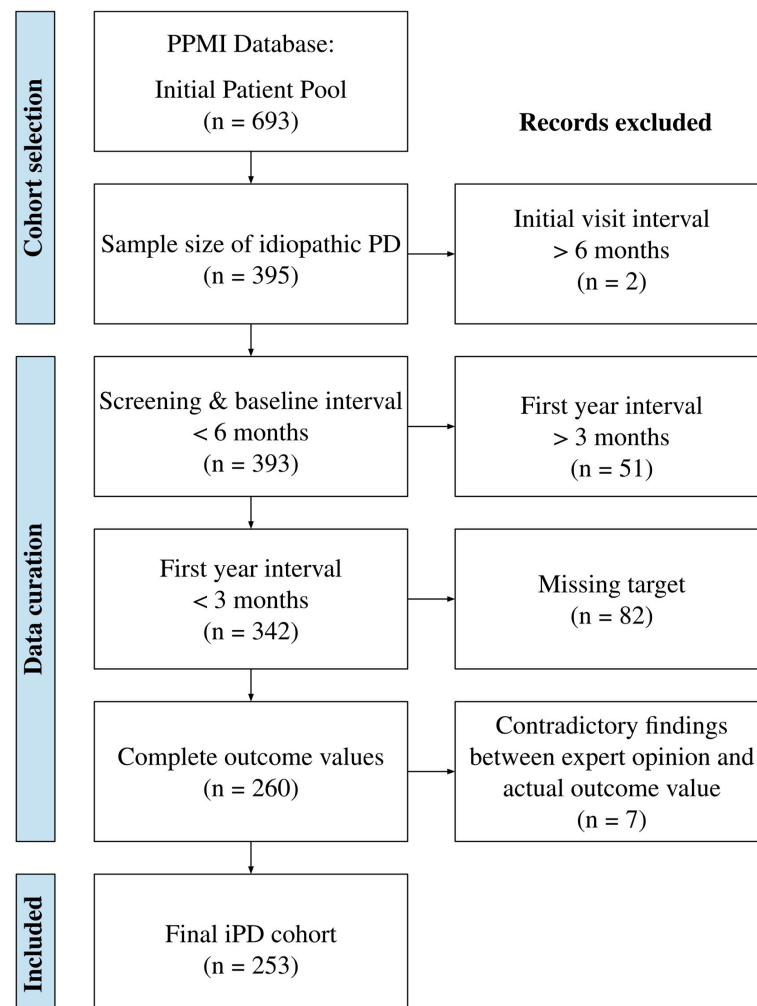 Cohort selection
PPMI Database:
Initial Patient Pool
(n = 693)
Records excluded
Sample size of idiopathic PD
(n = 395)
Initial visit interval
> 6 months
(n = 2)
Data curation
Screening & baseline interval
< 6 months
(n = 393)
First year interval
> 3 months
(n = 51)
First year interval
< 3 months
(n = 342)
Missing target
(n = 82)
Complete outcome values
(n = 260)
Contradictory findings
between expert opinion and
actual outcome value
(n = 7)
Included
Final iPD cohort
(n = 253)